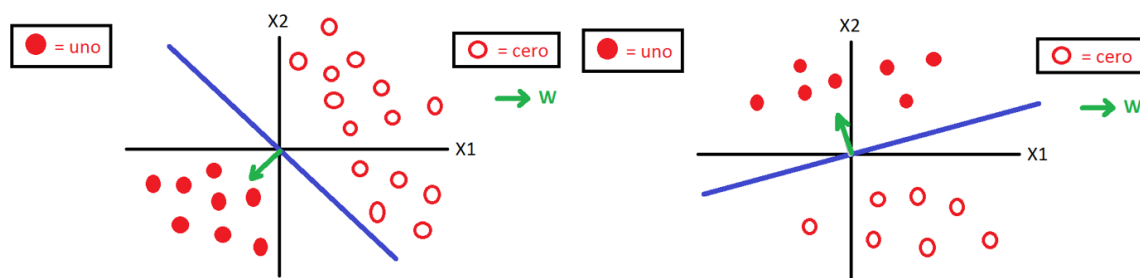 X2
= uno
= cero
W
X1
X2
= uno
= cero
W
X1